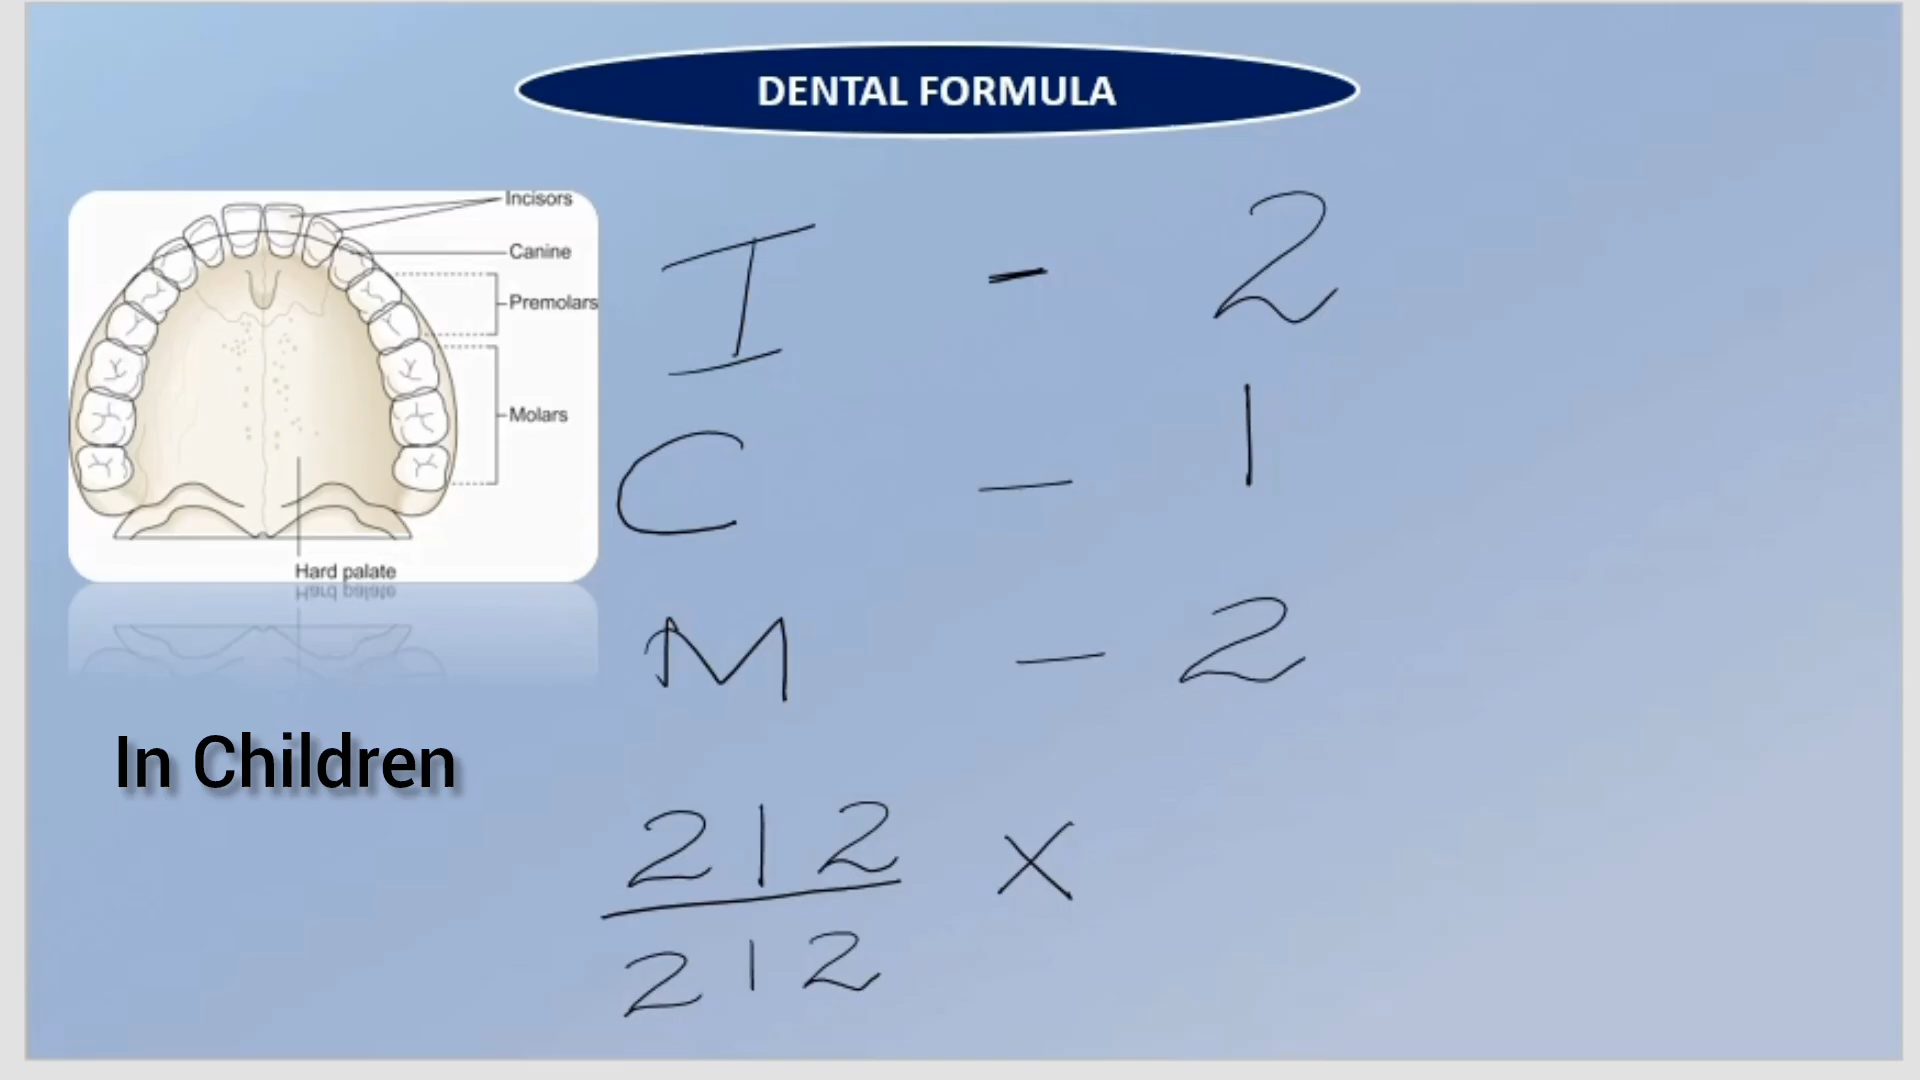 DENTAL FORMULA
Incisors
Canine
Premolars
Molars
Hard palate
I - 2
C - 1
M - 2
In Children
212 ×
212